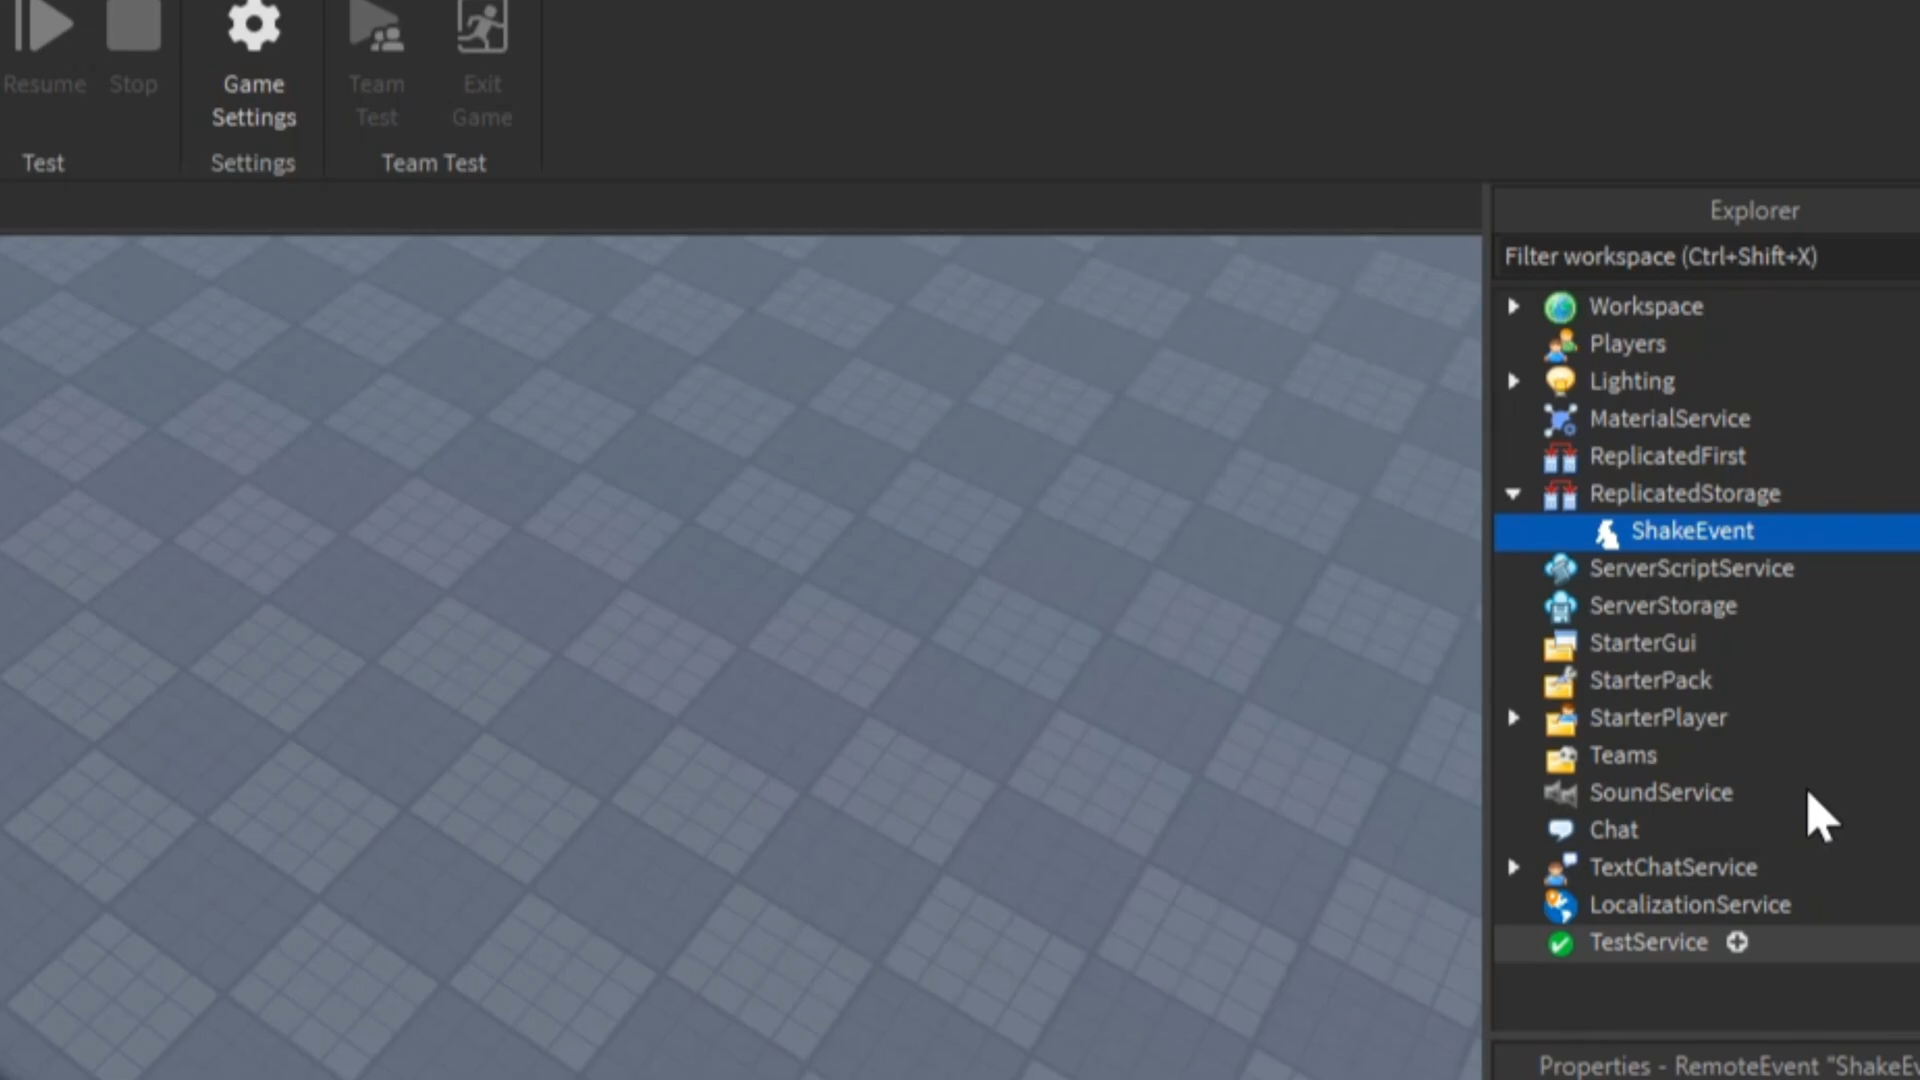 Resume
Stop
Game
Settings
Team
Test
Exit
Game
Test
Settings
Team Test
Explorer
Filter workspace (Ctrl+Shift+X)
Workspace
Players
Lighting
MaterialService
ReplicatedFirst
ReplicatedStorage
ShakeEvent
ServerScriptService
ServerStorage
StarterGui
StarterPack
StarterPlayer
Teams
SoundService
Chat
TextChatService
LocalizationService
TestService
Properties - RemoteEvent "ShakeEv